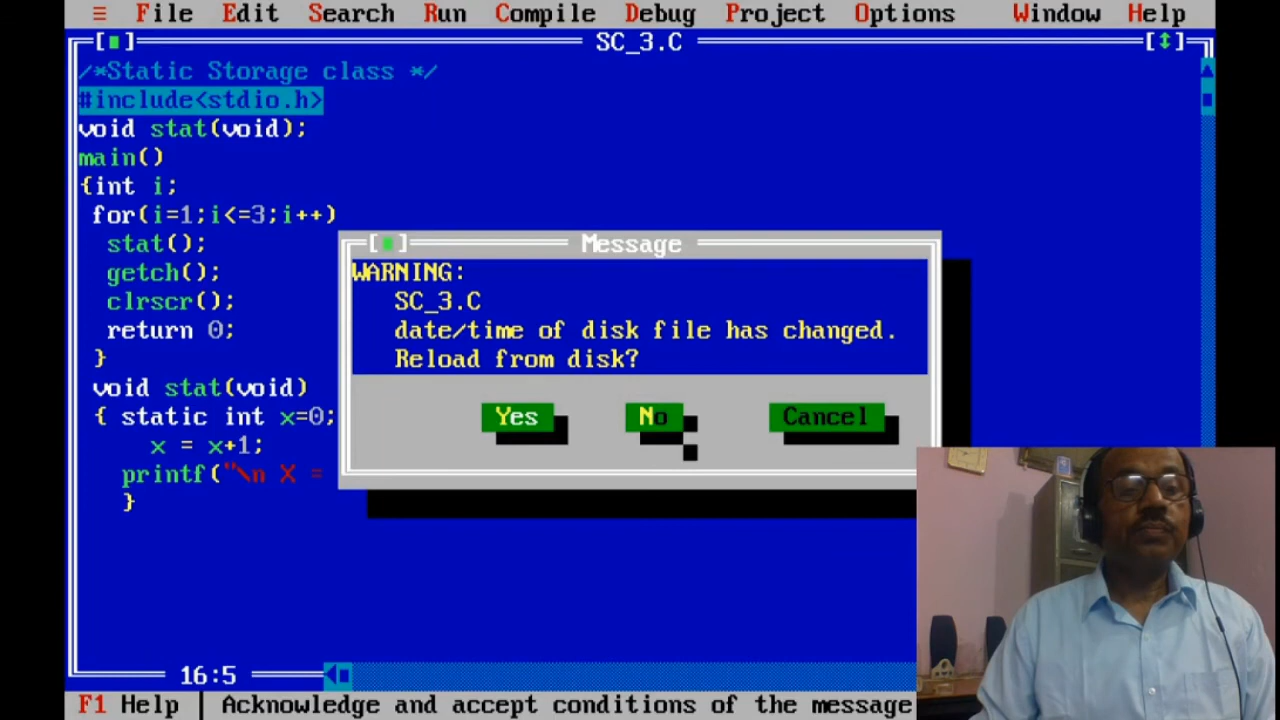 ≡ File Edit Search Run Compile Debug Project Options Window Help
SC_3.C
/*Static Storage class */
#include<stdio.h>
void stat(void);
main()
{int i;
for(i=1;i<=3;i++)
stat();
getch();
clrscr();
return 0;
}
void stat(void)
{ static int x=0;
x = x+1;
printf("\n X =
}
Message
WARNING:
SC_3.C
date/time of disk file has changed.
Reload from disk?
Yes No Cancel
16:5
F1 Help │ Acknowledge and accept conditions of the message